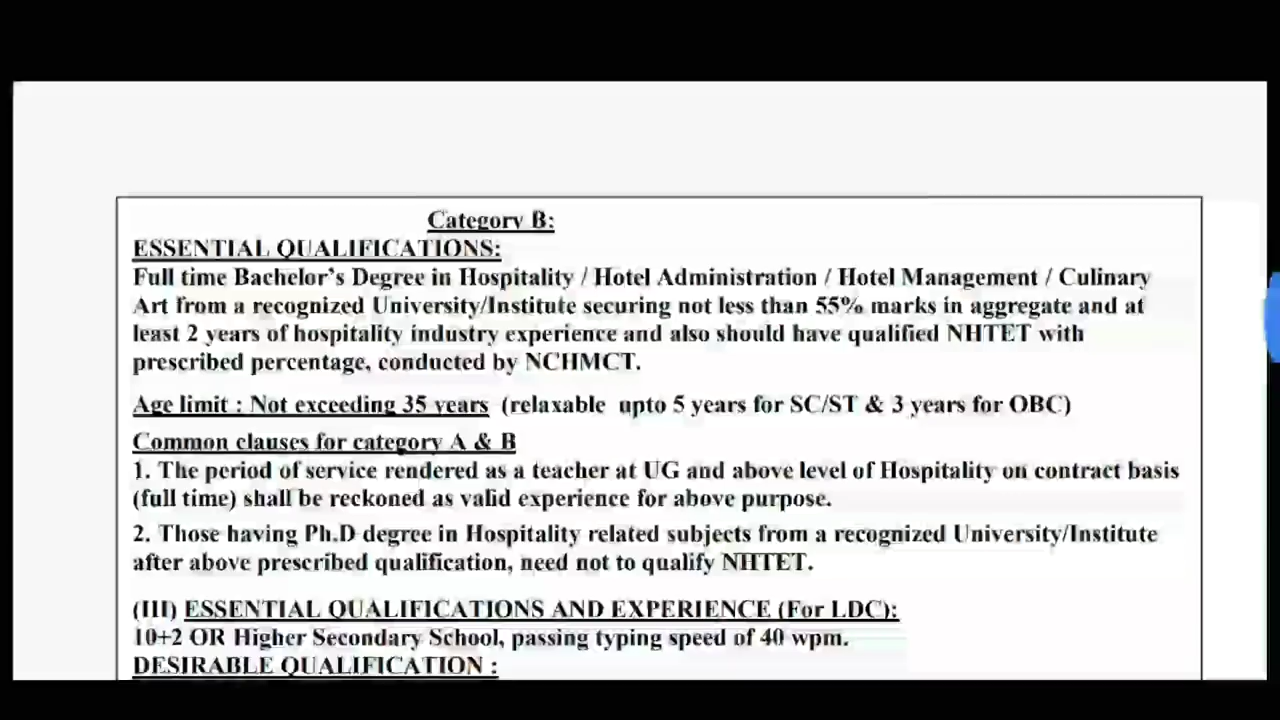 Category B:
ESSENTIAL QUALIFICATIONS:
Full time Bachelor's Degree in Hospitality / Hotel Administration / Hotel Management / Culinary
Art from a recognized University/Institute securing not less than 55% marks in aggregate and at
least 2 years of hospitality industry experience and also should have qualified NHTET with
prescribed percentage, conducted by NCHMCT.
Age limit : Not exceeding 35 years (relaxable upto 5 years for SC/ST & 3 years for OBC)
Common clauses for category A & B
1. The period of service rendered as a teacher at UG and above level of Hospitality on contract basis
(full time) shall be reckoned as valid experience for above purpose.
2. Those having Ph.D degree in Hospitality related subjects from a recognized University/Institute
after above prescribed qualification, need not to qualify NHTET.
(III) ESSENTIAL QUALIFICATIONS AND EXPERIENCE (For LDC):
10+2 OR Higher Secondary School, passing typing speed of 40 wpm.
DESIRABLE QUALIFICATION :